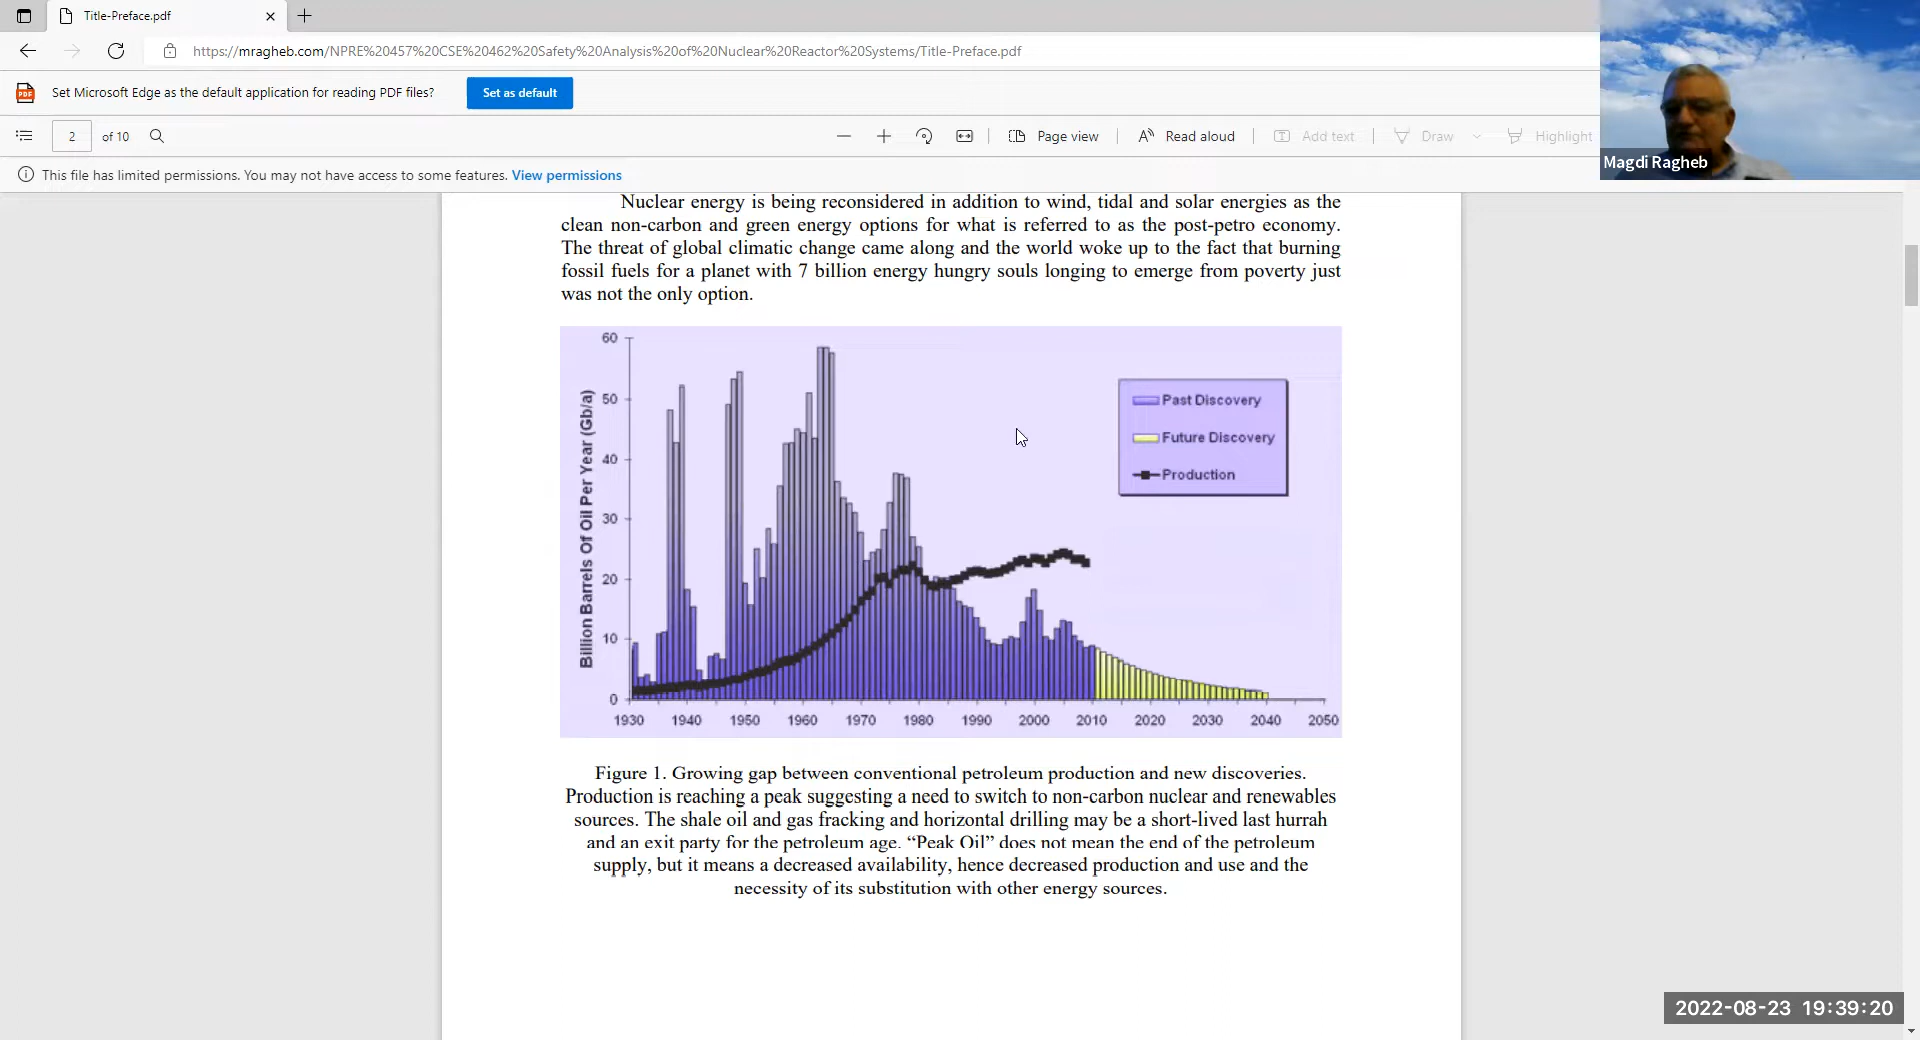 Title-Preface.pdf
https://mragheb.com/NPRE%20457%20CSE%20462%20Safety%20Analysis%20of%20Nuclear%20Reactor%20Systems/Title-Preface.pdf
Set Microsoft Edge as the default application for reading PDF files?
Set as default
2 of 10
Page view
Read aloud
Add text
Draw
Highlight
Magdi Ragheb
This file has limited permissions. You may not have access to some features. View permissions
Nuclear energy is being reconsidered in addition to wind, tidal and solar energies as the
clean non-carbon and green energy options for what is referred to as the post-petro economy.
The threat of global climatic change came along and the world woke up to the fact that burning
fossil fuels for a planet with 7 billion energy hungry souls longing to emerge from poverty just
was not the only option.
Billion Barrels Of Oil Per Year (Gb/a)
60
50
40
30
20
10
0
Past Discovery
Future Discovery
Production
1930 1940 1950 1960 1970 1980 1990 2000 2010 2020 2030 2040 2050
Figure 1. Growing gap between conventional petroleum production and new discoveries.
Production is reaching a peak suggesting a need to switch to non-carbon nuclear and renewables
sources. The shale oil and gas fracking and horizontal drilling may be a short-lived last hurrah
and an exit party for the petroleum age. “Peak Oil” does not mean the end of the petroleum
supply, but it means a decreased availability, hence decreased production and use and the
necessity of its substitution with other energy sources.
2022-08-23 19:39:20